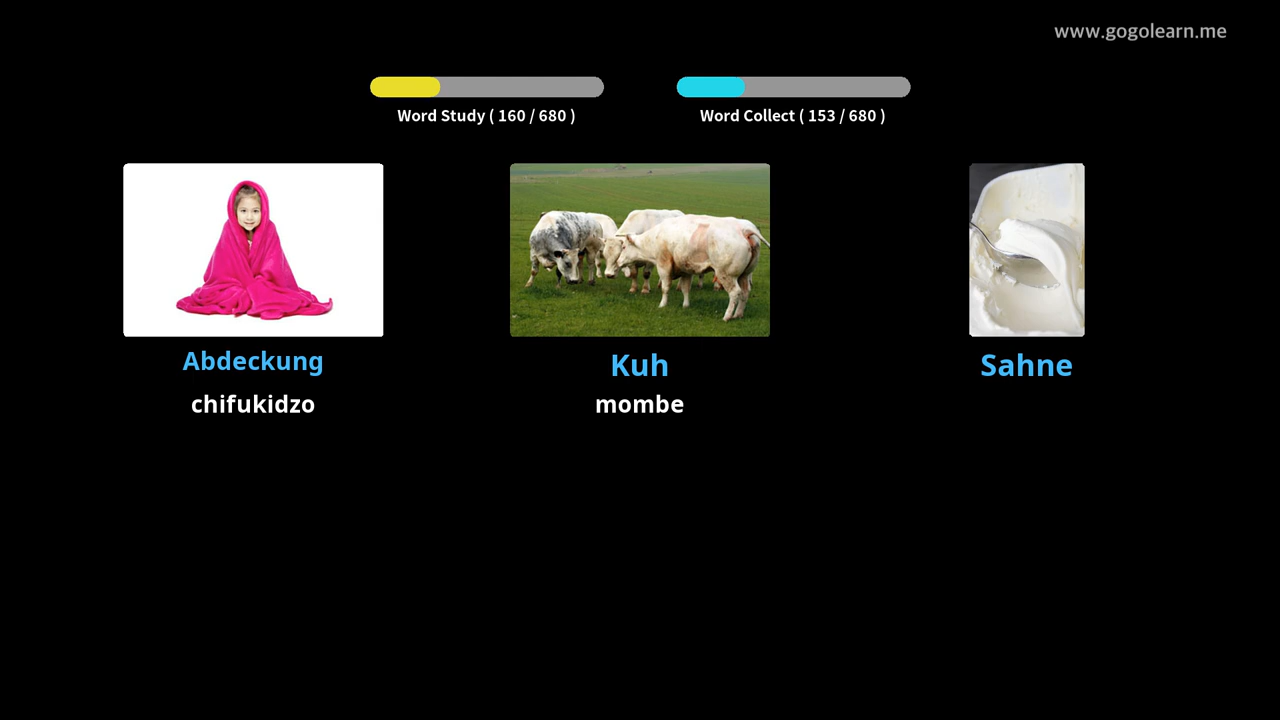 www.gogolearn.me
Word Study ( 160 / 680 )
Word Collect ( 153 / 680 )
Abdeckung
Kuh
Sahne
chifukidzo
mombe